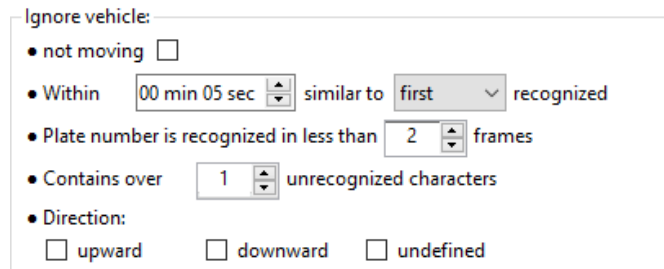 Ignore vehicle:
• not moving
• Within 00 min 05 sec similar to first recognized
• Plate number is recognized in less than 2 frames
• Contains over 1 unrecognized characters
• Direction:
upward downward undefined